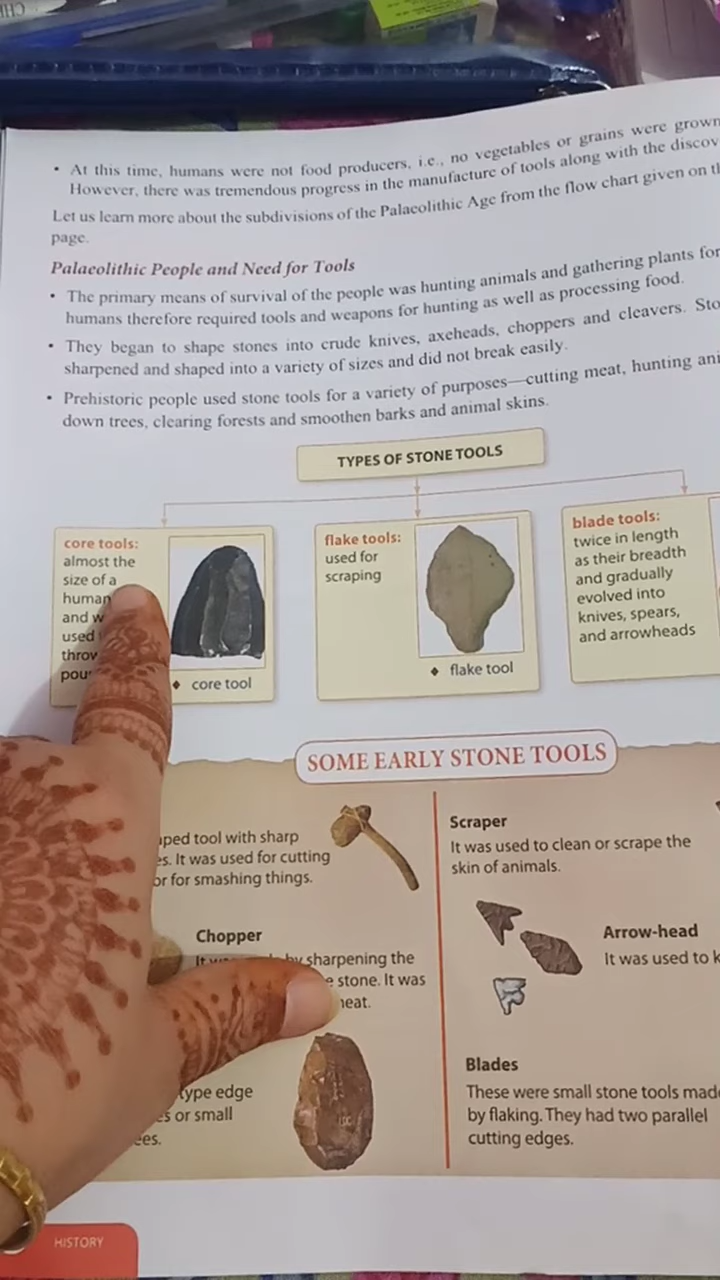 • At this time, humans were not food producers, i.e., no vegetables or grains were grown
However, there was tremendous progress in the manufacture of tools along with the discov
Let us learn more about the subdivisions of the Palaeolithic Age from the flow chart given on th
page.
Palaeolithic People and Need for Tools
• The primary means of survival of the people was hunting animals and gathering plants for
humans therefore required tools and weapons for hunting as well as processing food.
• They began to shape stones into crude knives, axeheads, choppers and cleavers. Sto
sharpened and shaped into a variety of sizes and did not break easily.
• Prehistoric people used stone tools for a variety of purposes—cutting meat, hunting ani
down trees, clearing forests and smoothen barks and animal skins.
TYPES OF STONE TOOLS
core tools:
almost the
size of a
human
and w
used
throw
pou
♦ core tool
flake tools:
used for
scraping
♦ flake tool
blade tools:
twice in length
as their breadth
and gradually
evolved into
knives, spears,
and arrowheads
SOME EARLY STONE TOOLS
aped tool with sharp
es. It was used for cutting
or for smashing things.
Chopper
It by sharpening the
e stone. It was
neat.
type edge
es or small
ees.
Scraper
It was used to clean or scrape the
skin of animals.
Arrow-head
It was used to k
Blades
These were small stone tools made
by flaking. They had two parallel
cutting edges.
HISTORY